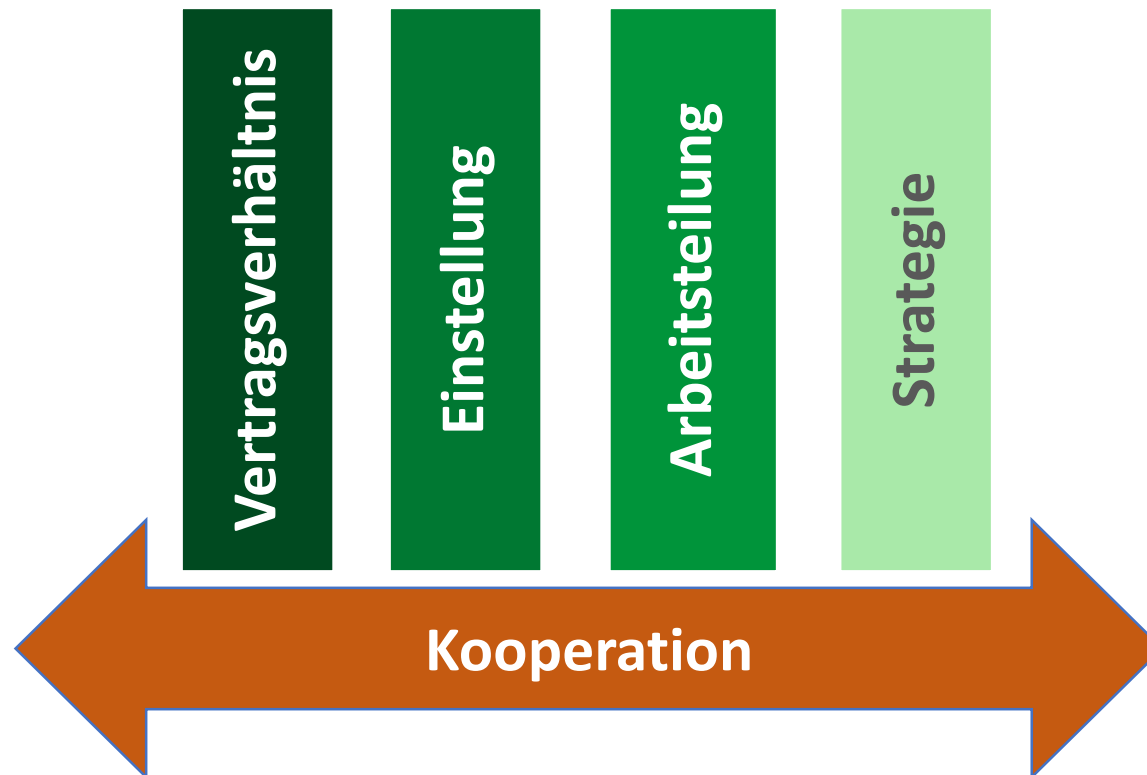 Vertragsverhältnis
Einstellung
Arbeitsteilung
Strategie
Kooperation